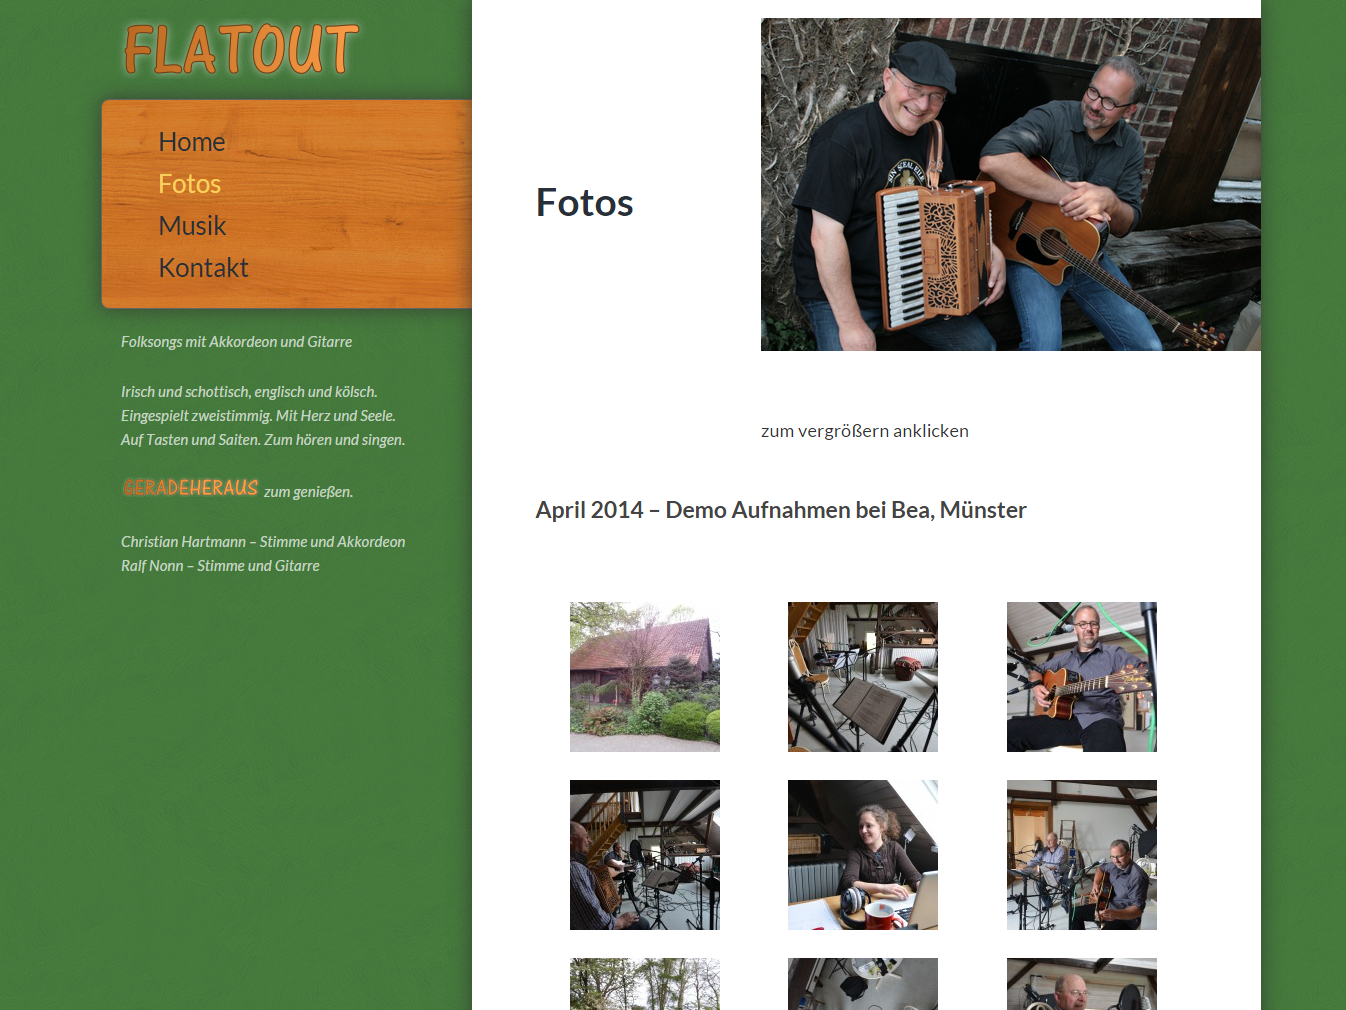 FLATOUT
Home
Fotos
Musik
Kontakt
Folksongs mit Akkordeon und Gitarre
Irisch und schottisch, englisch und kölsch.
Eingespielt zweistimmig. Mit Herz und Seele.
Auf Tasten und Saiten. Zum hören und singen.
GERADEHERAUS zum genießen.
Christian Hartmann – Stimme und Akkordeon
Ralf Nonn – Stimme und Gitarre
Fotos
zum vergrößern anklicken
April 2014 – Demo Aufnahmen bei Bea, Münster